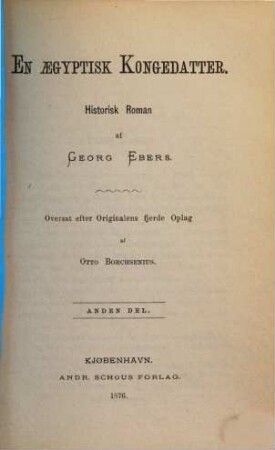 En ægyptisk Kongedatter.
Historisk Roman
af
Georg Ebers.
Oversat efter Originalens fjerde Oplag
af
Otto Borchsenius.
ANDEN DEL.
KJØBENHAVN.
ANDR. SCHOUS FORLAG.
1876.